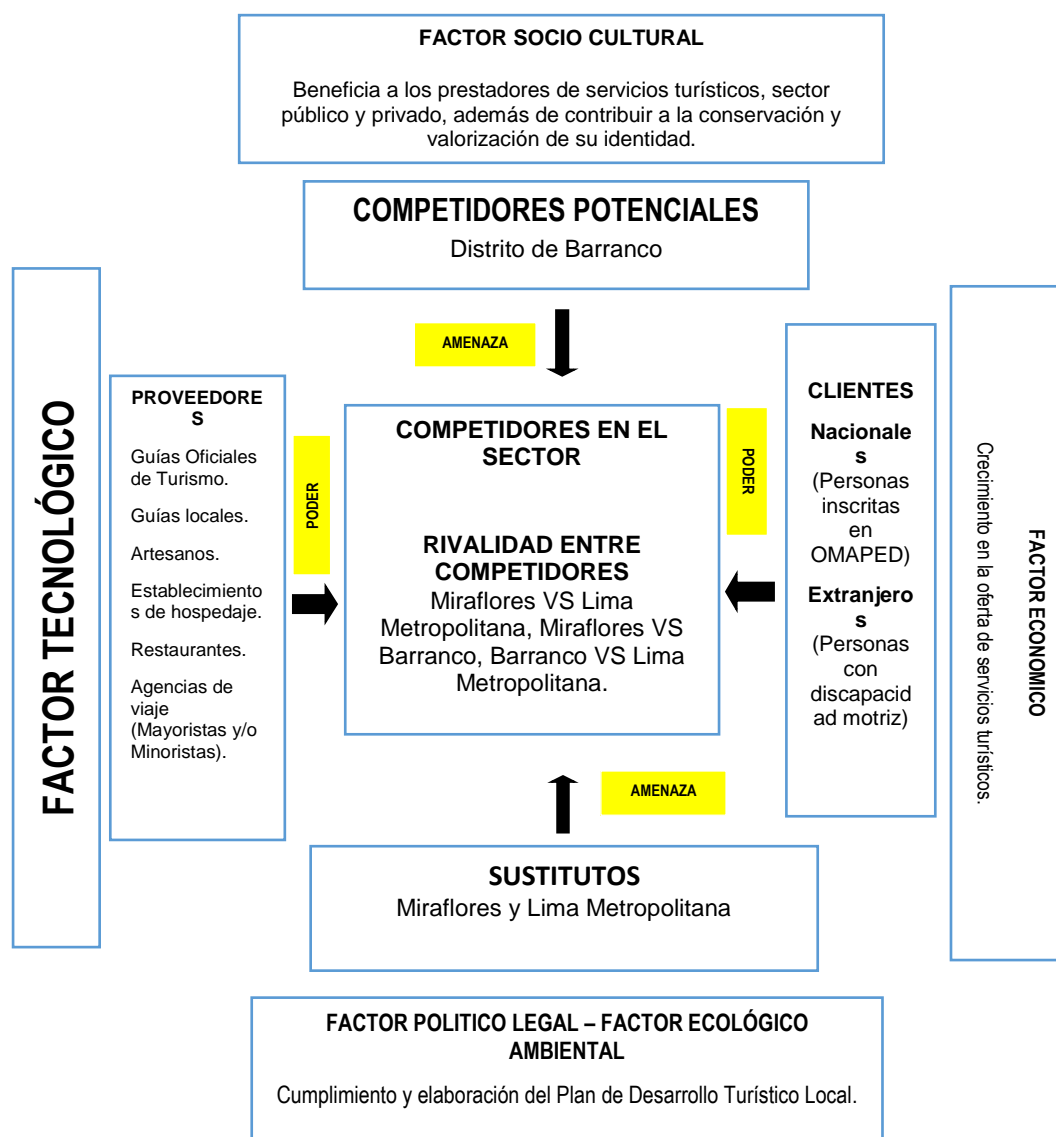 FACTOR SOCIO CULTURAL
Beneficia a los prestadores de servicios turísticos, sector
público y privado, además de contribuir a la conservación y
valorización de su identidad.
COMPETIDORES POTENCIALES
Distrito de Barranco
AMENAZA
FACTOR TECNOLÓGICO
PROVEEDORE
S
Guías Oficiales
de Turismo.
Guías locales.
Artesanos.
Establecimiento
s de hospedaje.
Restaurantes.
Agencias de
viaje
(Mayoristas y/o
Minoristas).
PODER
COMPETIDORES EN EL
SECTOR
RIVALIDAD ENTRE
COMPETIDORES
Miraflores VS Lima
Metropolitana, Miraflores VS
Barranco, Barranco VS Lima
Metropolitana.
PODER
CLIENTES
Nacionale
s
(Personas
inscritas
en
OMAPED)
Extranjero
s
(Personas
con
discapacid
ad motriz)
FACTOR ECONOMICO
Crecimiento en la oferta de servicios turísticos.
AMENAZA
SUSTITUTOS
Miraflores y Lima Metropolitana
FACTOR POLITICO LEGAL – FACTOR ECOLÓGICO
AMBIENTAL
Cumplimiento y elaboración del Plan de Desarrollo Turístico Local.